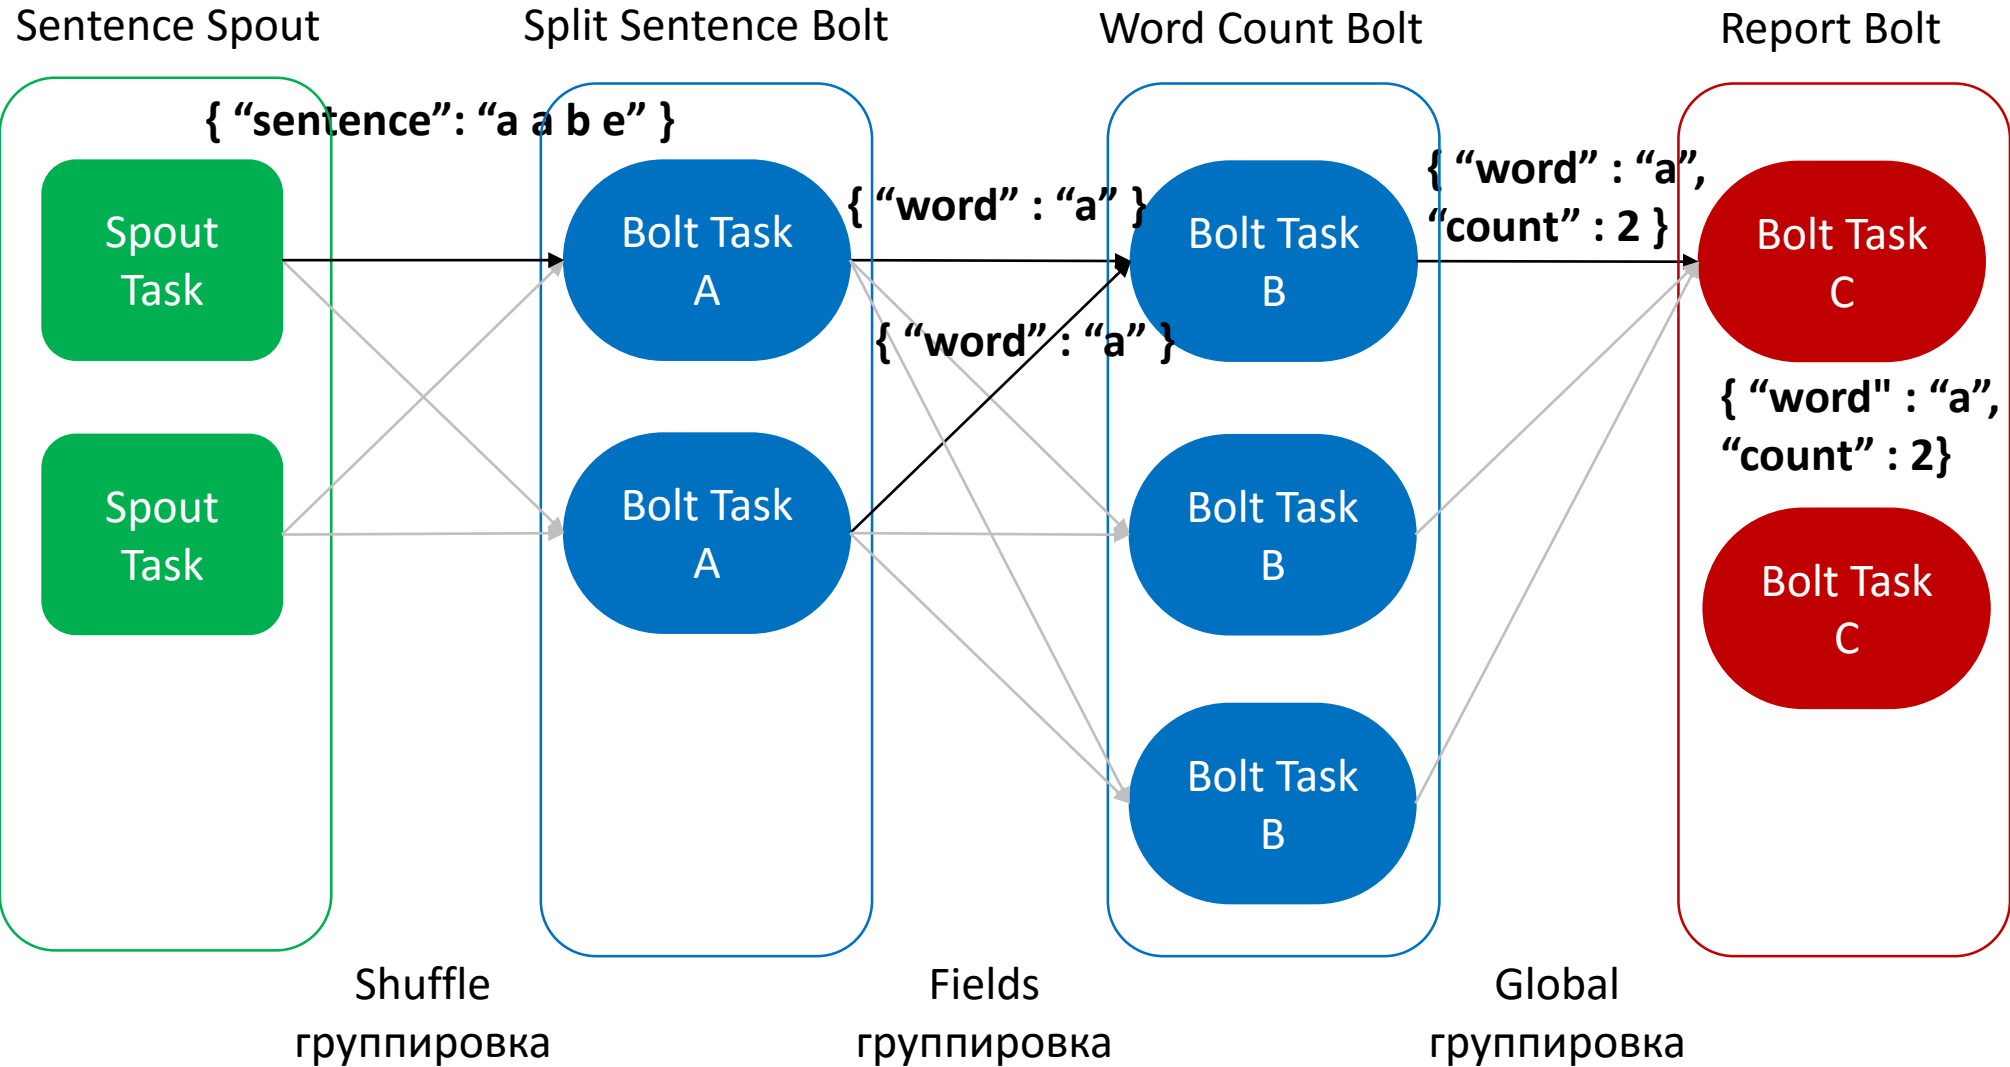 Sentence Spout
Split Sentence Bolt
Word Count Bolt
Report Bolt
{ “sentence”: “a a b e” }
Spout
Task
Spout
Task
Bolt Task
A
Bolt Task
A
{ “word” : “a” }
{ “word” : “a” }
Bolt Task
B
Bolt Task
B
Bolt Task
B
{ “word” : “a”,
“count” : 2 }
Bolt Task
C
{ “word" : “a”,
“count” : 2}
Bolt Task
C
Shuffle
группировка
Fields
группировка
Global
группировка